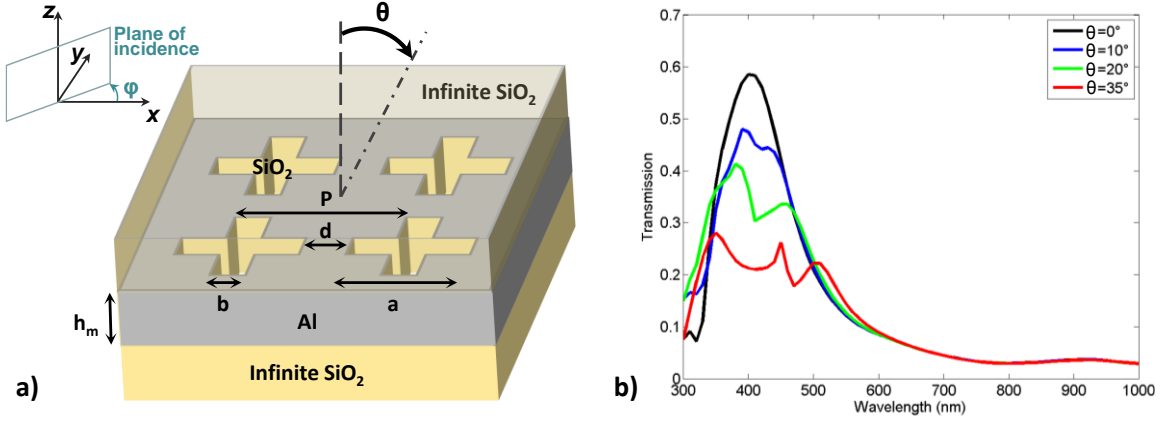 z
y
x
Plane of
incidence
φ
θ
Infinite SiO₂
SiO₂
P
d
b
a
hₘ
Al
Infinite SiO₂
a)
b)
Transmission
0.7
0.6
0.5
0.4
0.3
0.2
0.1
0
300 400 500 600 700 800 900 1000
Wavelength (nm)
θ=0°
θ=10°
θ=20°
θ=35°